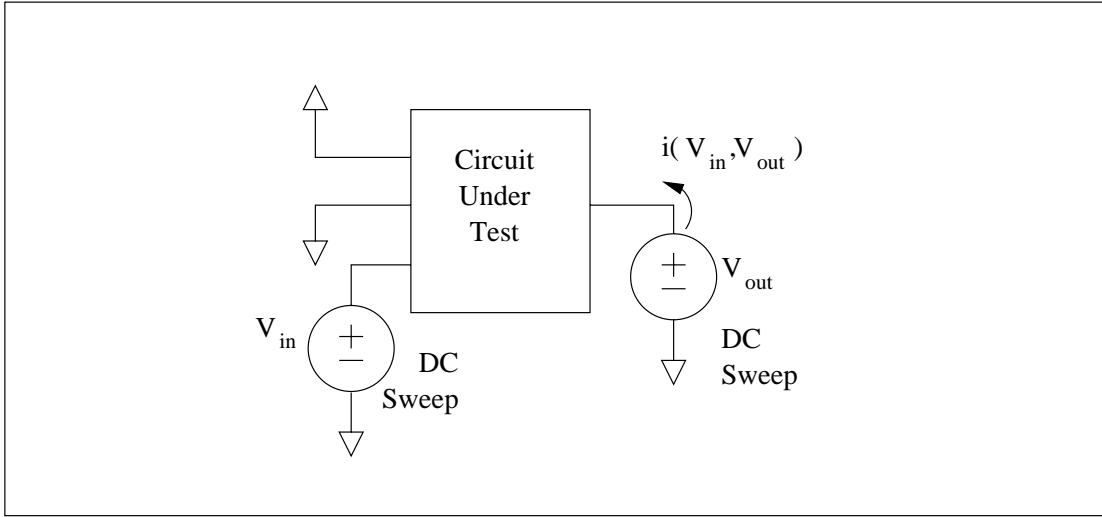 Circuit
Under
Test
i( V_in,V_out )
+
−
V_out
DC
Sweep
V_in
+
−
DC
Sweep